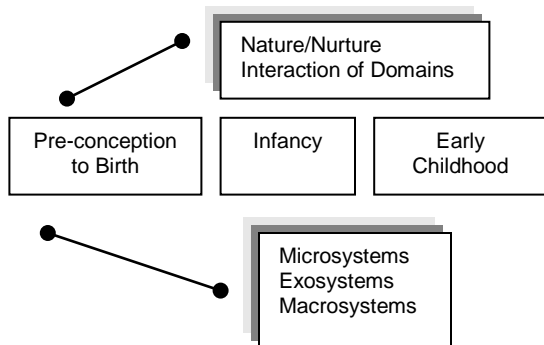 Nature/Nurture
Interaction of Domains
Pre-conception
to Birth
Infancy
Early
Childhood
Microsystems
Exosystems
Macrosystems